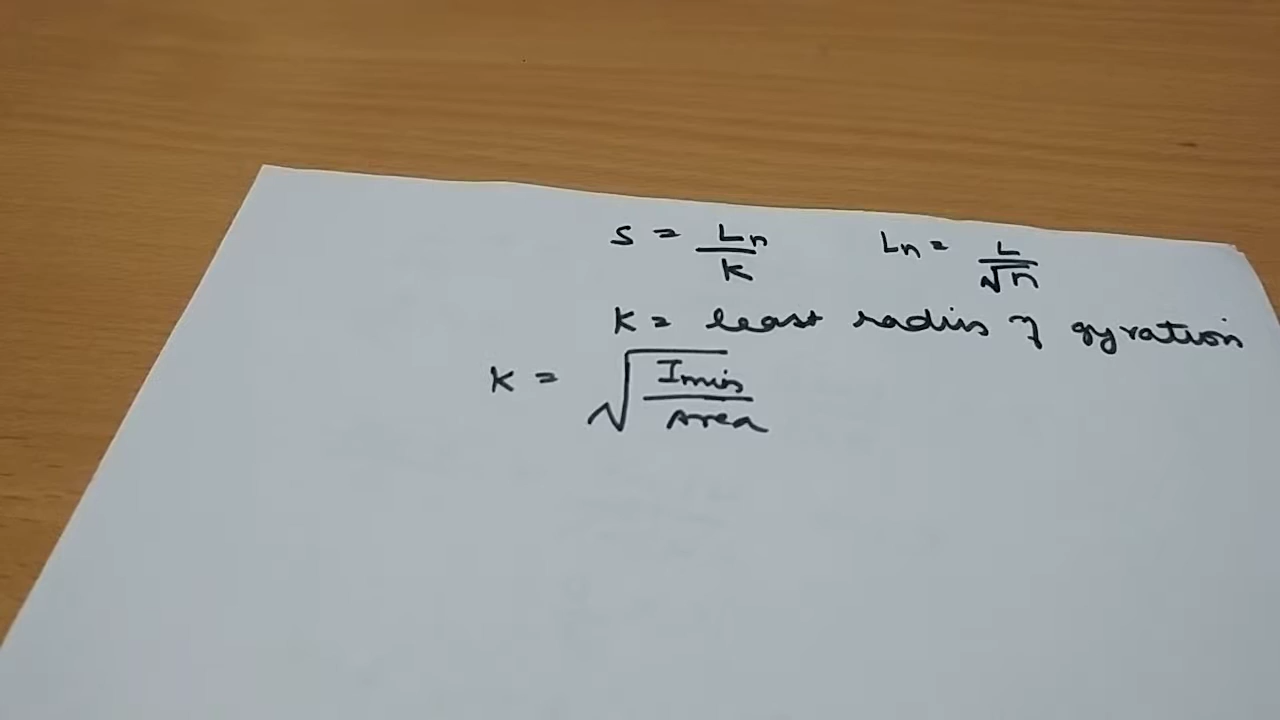 S = Ln/K Ln = L/√n
K = least radius of gyration
K = √(Imin/Area)